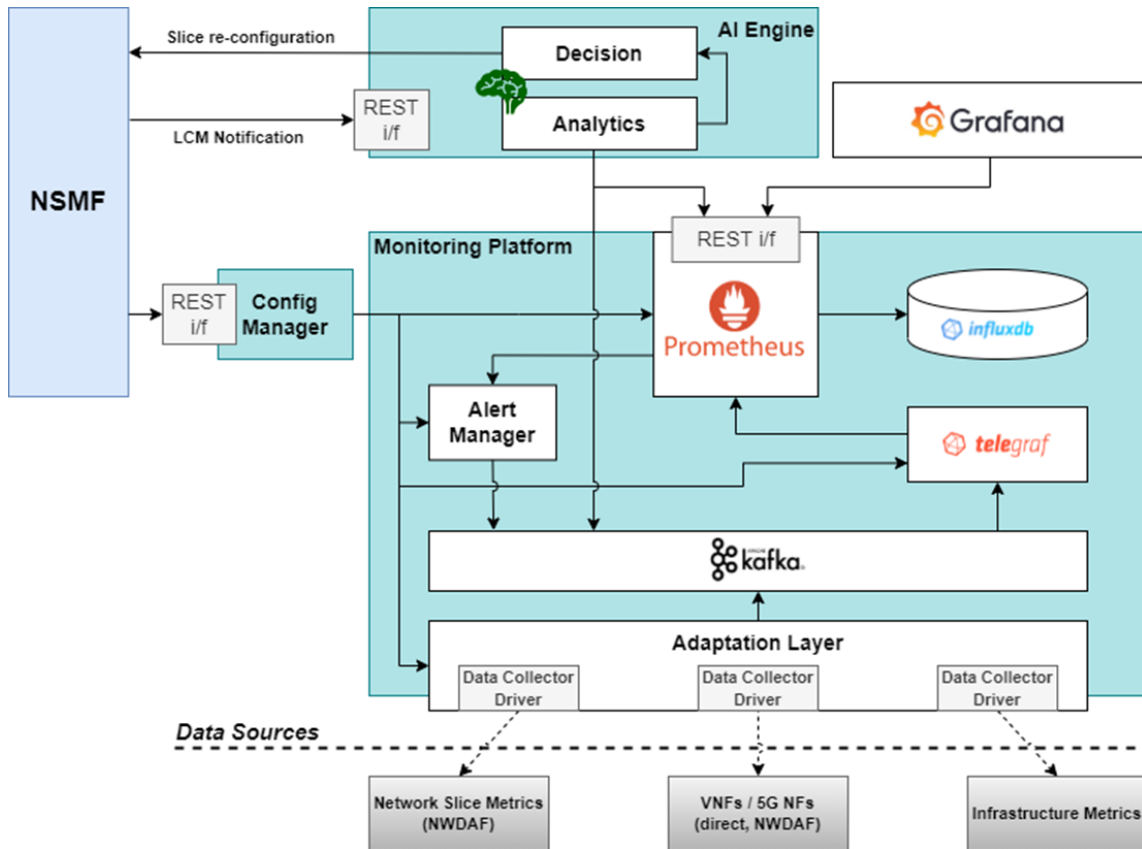 AI Engine
Slice re-configuration
Decision
REST
i/f
Analytics
LCM Notification
Grafana
NSMF
Monitoring Platform
REST i/f
REST
i/f
Config
Manager
Prometheus
influxdb
Alert
Manager
telegraf
kafka
Adaptation Layer
Data Collector
Driver
Data Collector
Driver
Data Collector
Driver
Data Sources
Network Slice Metrics
(NWDAF)
VNFs / 5G NFs
(direct, NWDAF)
Infrastructure Metrics